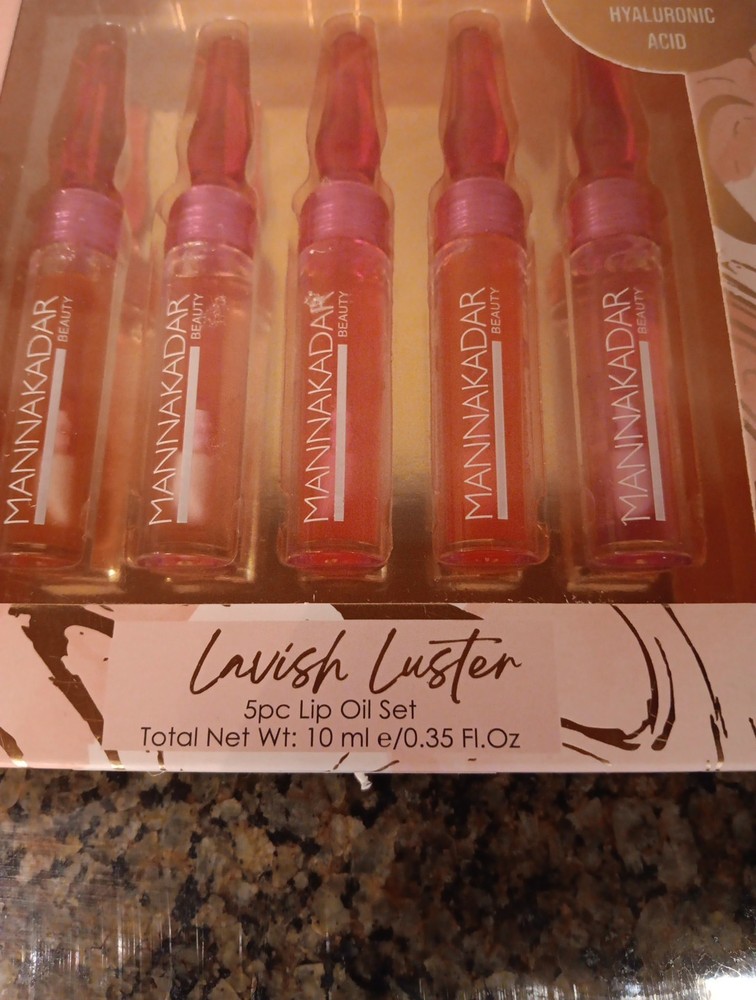 HYALURONIC
ACID
MANNAKADAR
BEAUTY
MANNAKADAR
BEAUTY
MANNAKADAR
BEAUTY
MANNAKADAR
BEAUTY
MANNAKADAR
BEAUTY
Lavish Luster
5pc Lip Oil Set
Total Net Wt: 10 ml e/0.35 Fl.Oz